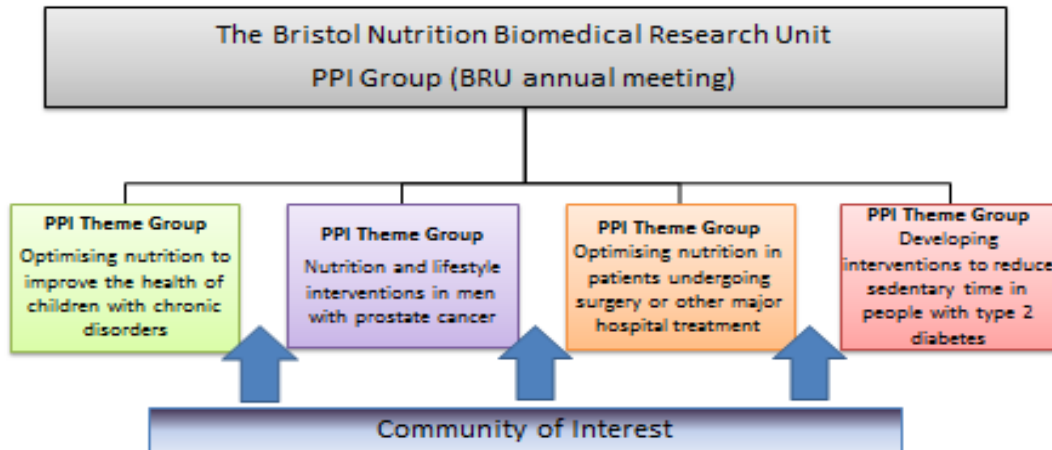 The Bristol Nutrition Biomedical Research Unit
PPI Group (BRU annual meeting)
PPI Theme Group
Optimising nutrition to
improve the health of
children with chronic
disorders
PPI Theme Group
Nutrition and lifestyle
interventions in men
with prostate cancer
PPI Theme Group
Optimising nutrition in
patients undergoing
surgery or other major
hospital treatment
PPI Theme Group
Developing
interventions to reduce
sedentary time in
people with type 2
diabetes
Community of Interest